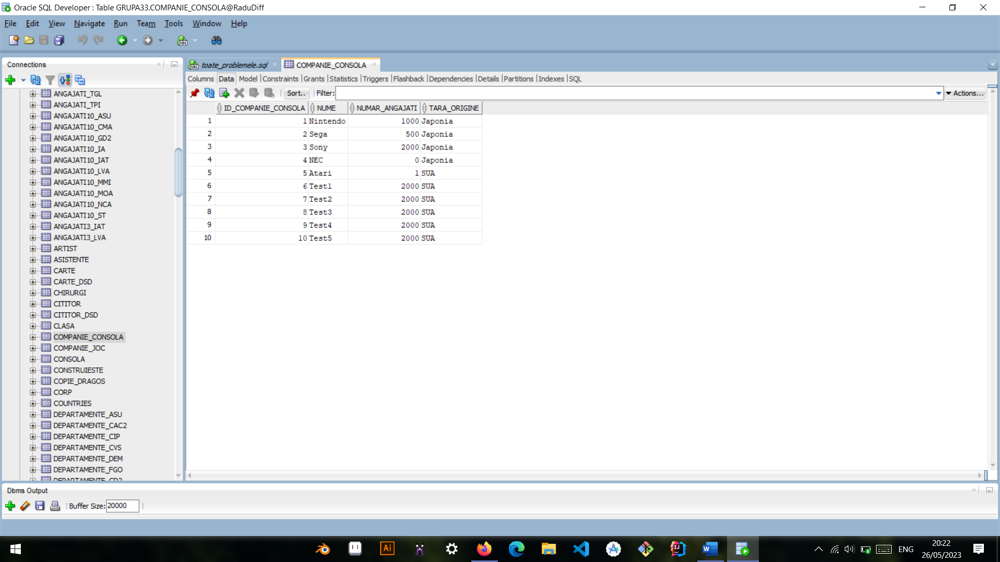 Oracle SQL Developer : Table GRUPA33.COMPANIE_CONSOLA@RaduDiff
File Edit View Navigate Run Team Tools Window Help
Connections
toate_problemele.sql COMPANIE_CONSOLA
Columns Data Model Constraints Grants Statistics Triggers Flashback Dependencies Details Partitions Indexes SQL
Sort.. Filter: Actions...
ID_COMPANIE_CONSOLA NUME NUMAR_ANGAJATI TARA_ORIGINE
1 1 Nintendo 1000 Japonia
2 2 Sega 500 Japonia
3 3 Sony 2000 Japonia
4 4 NEC 0 Japonia
5 5 Atari 1 SUA
6 6 Test1 2000 SUA
7 7 Test2 2000 SUA
8 8 Test3 2000 SUA
9 9 Test4 2000 SUA
10 10 Test5 2000 SUA
ANGAJATI_TGL
ANGAJATI_TPI
ANGAJATI10_ASU
ANGAJATI10_CMA
ANGAJATI10_GD2
ANGAJATI10_IA
ANGAJATI10_IAT
ANGAJATI10_LVA
ANGAJATI10_MMI
ANGAJATI10_MOA
ANGAJATI10_NCA
ANGAJATI10_ST
ANGAJATI3_IAT
ANGAJATI3_LVA
ARTIST
ASISTENTE
CARTE
CARTE_DSD
CHIRURGI
CITITOR
CITITOR_DSD
CLASA
COMPANIE_CONSOLA
COMPANIE_JOC
CONSOLA
CONSTRUIESTE
COPIE_DRAGOS
CORP
COUNTRIES
DEPARTAMENTE_ASU
DEPARTAMENTE_CAC2
DEPARTAMENTE_CIP
DEPARTAMENTE_CVS
DEPARTAMENTE_DEM
DEPARTAMENTE_FGO
Dbms Output
Buffer Size: 20000
ENG
20:22
26/05/2023